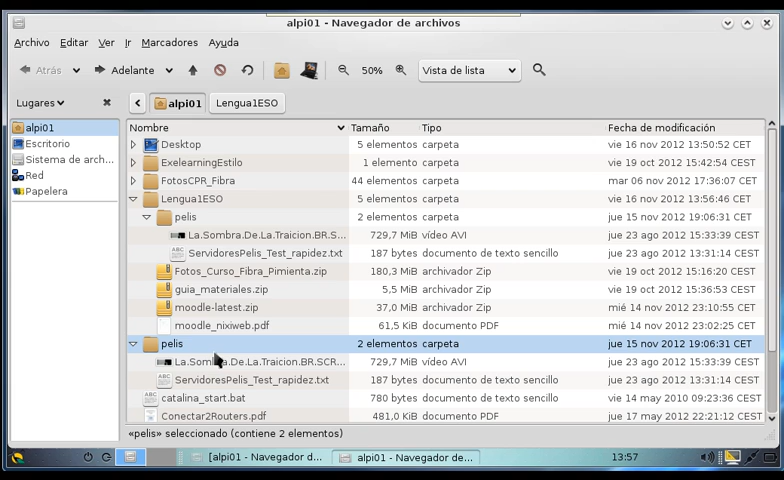 alpi01 - Navegador de archivos
Archivo Editar Ver Ir Marcadores Ayuda
Atrás Adelante 50% Vista de lista
Lugares alpi01 Lengua1ESO
alpi01
Escritorio
Sistema de arch...
Red
Papelera
Nombre Tamaño Tipo Fecha de modificación
Desktop 5 elementos carpeta vie 16 nov 2012 13:50:52 CET
ExelearningEstilo 1 elemento carpeta vie 19 oct 2012 15:42:54 CEST
FotosCPR_Fibra 44 elementos carpeta mar 06 nov 2012 17:36:07 CET
Lengua1ESO 5 elementos carpeta vie 16 nov 2012 13:56:46 CET
pelis 2 elementos carpeta jue 15 nov 2012 19:06:31 CET
La.Sombra.De.La.Traicion.BR.S... 729,7 MiB vídeo AVI jue 23 ago 2012 15:33:39 CEST
ServidoresPelis_Test_rapidez.txt 187 bytes documento de texto sencillo jue 23 ago 2012 13:31:14 CEST
Fotos_Curso_Fibra_Pimienta.zip 180,3 MiB archivador Zip vie 19 oct 2012 15:16:20 CEST
guia_materiales.zip 5,5 MiB archivador Zip vie 19 oct 2012 15:36:53 CEST
moodle-latest.zip 37,0 MiB archivador Zip mié 14 nov 2012 23:10:55 CET
moodle_nixiweb.pdf 61,5 KiB documento PDF mié 14 nov 2012 23:02:25 CET
pelis 2 elementos carpeta jue 15 nov 2012 19:06:31 CET
La.Sombra.De.La.Traicion.BR.SCR... 729,7 MiB vídeo AVI jue 23 ago 2012 15:33:39 CEST
ServidoresPelis_Test_rapidez.txt 187 bytes documento de texto sencillo jue 23 ago 2012 13:31:14 CEST
catalina_start.bat 780 bytes documento de texto sencillo vie 14 may 2010 09:23:36 CEST
Conectar2Routers.pdf 481,0 KiB documento PDF jue 17 may 2012 22:21:12 CEST
«pelis» seleccionado (contiene 2 elementos)
[alpi01 - Navegador d... alpi01 - Navegador de... 13:57